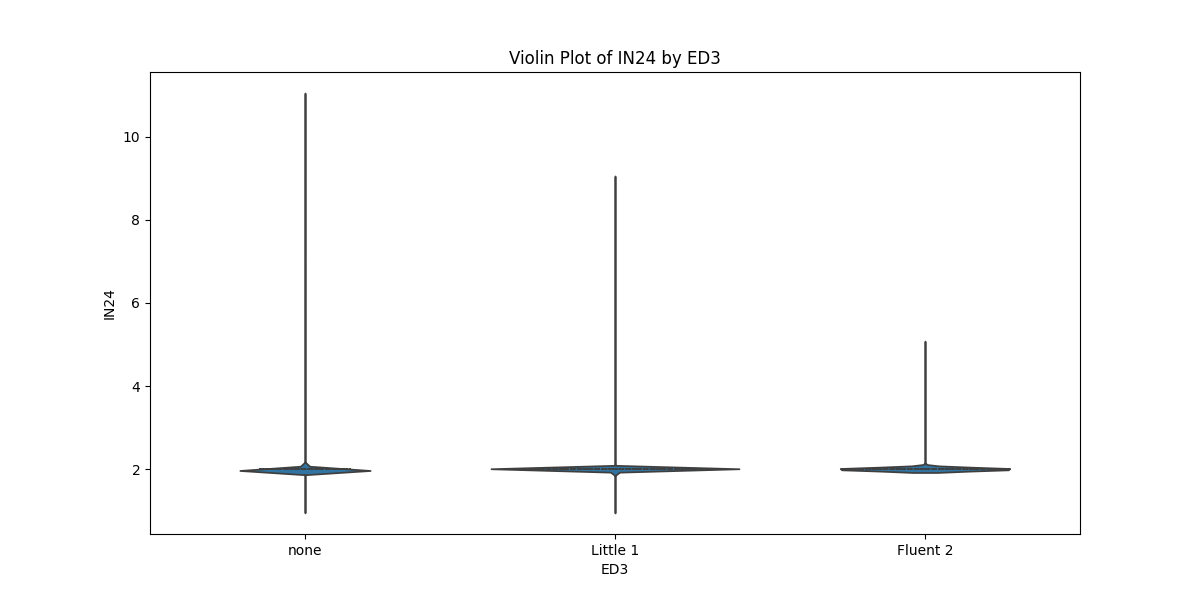 Violin Plot of IN24 by ED3
10
8
6
4
2
IN24
none
Little 1
Fluent 2
ED3